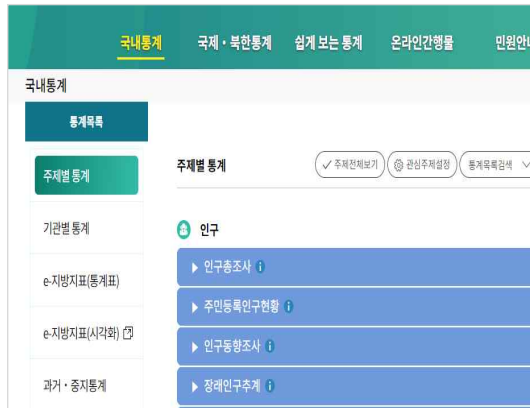 국내통계 국제・북한통계 쉽게 보는 통계 온라인간행물 민원안내
국내통계
통계목록
주제별 통계
주제별 통계 주제전체보기 관심주제설정 통계목록검색
기관별 통계
인구
인구총조사
e-지방지표(통계표)
주민등록인구현황
e-지방지표(시각화)
인구동향조사
과거・중지통계
장래인구추계